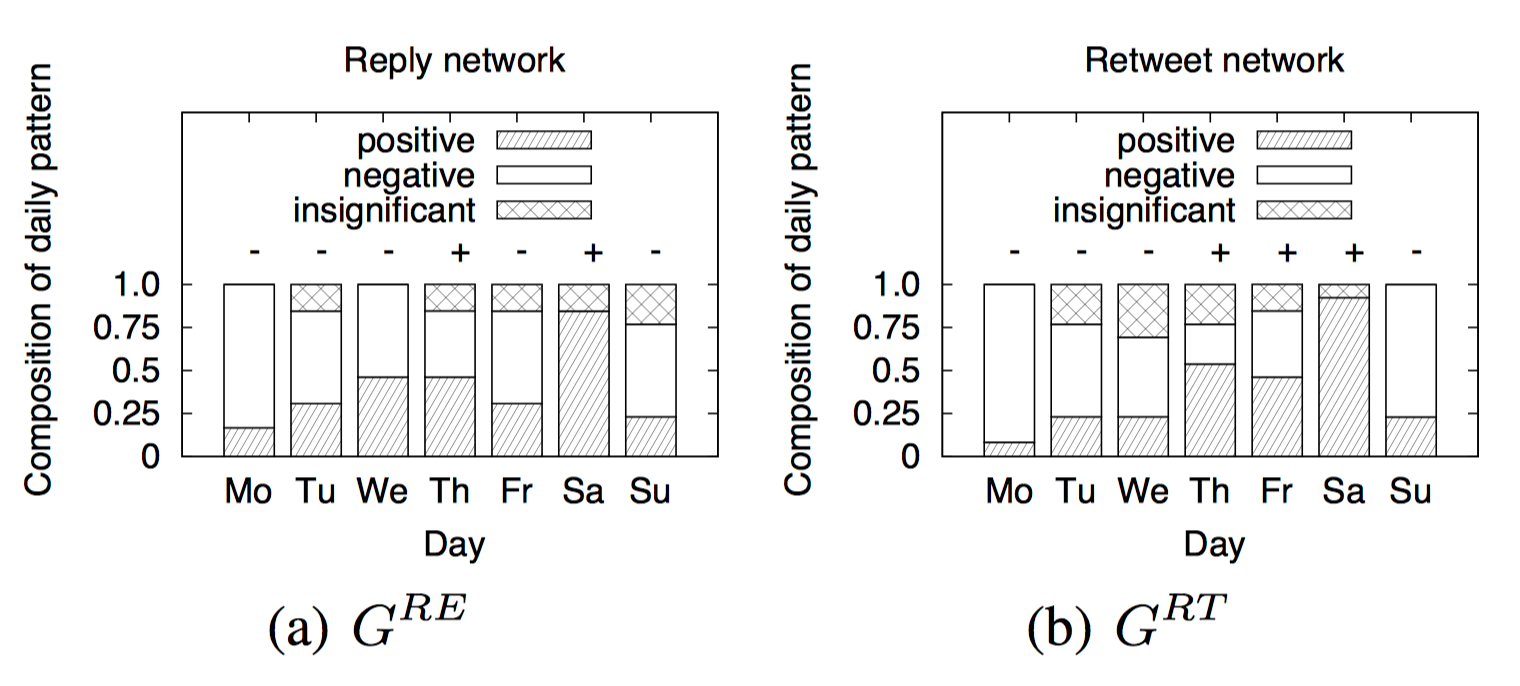 Reply network
Composition of daily pattern
positive
negative
insignificant
- - - + - + -
1.0
0.75
0.5
0.25
0
Mo Tu We Th Fr Sa Su
Day
(a) G^{RE}
Retweet network
Composition of daily pattern
positive
negative
insignificant
- - - + + + -
1.0
0.75
0.5
0.25
0
Mo Tu We Th Fr Sa Su
Day
(b) G^{RT}